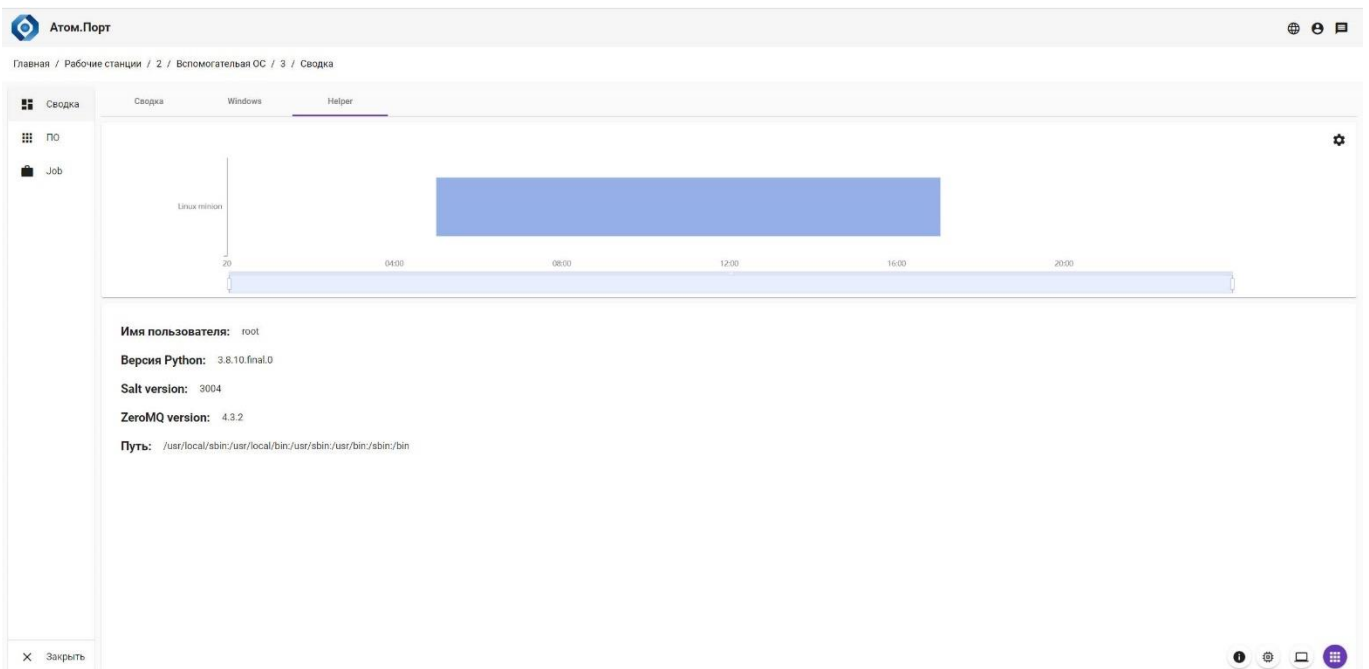 Атом.Порт
Главная / Рабочие станции / 2 / Вспомогательая ОС / 3 / Сводка
Сводка
ПО
Job
Сводка Windows Helper
Linux minion
20 04:00 08:00 12:00 16:00 20:00
Имя пользователя: root
Версия Python: 3.8.10.final.0
Salt version: 3004
ZeroMQ version: 4.3.2
Путь: /usr/local/sbin:/usr/local/bin:/usr/sbin:/usr/bin:/sbin:/bin
Закрыть